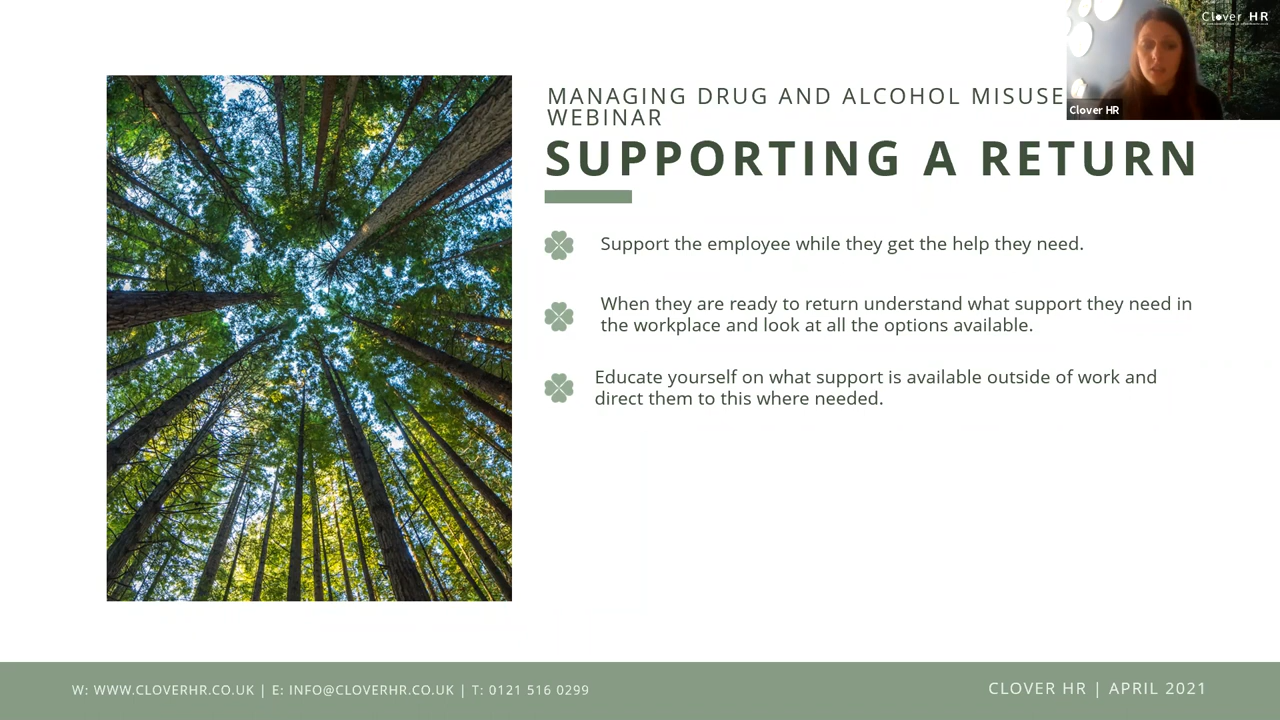 Clover HR
Clover HR
MANAGING DRUG AND ALCOHOL MISUSE
WEBINAR
SUPPORTING A RETURN
Support the employee while they get the help they need.
When they are ready to return understand what support they need in
the workplace and look at all the options available.
Educate yourself on what support is available outside of work and
direct them to this where needed.
W: WWW.CLOVERHR.CO.UK | E: INFO@CLOVERHR.CO.UK | T: 0121 516 0299
CLOVER HR | APRIL 2021